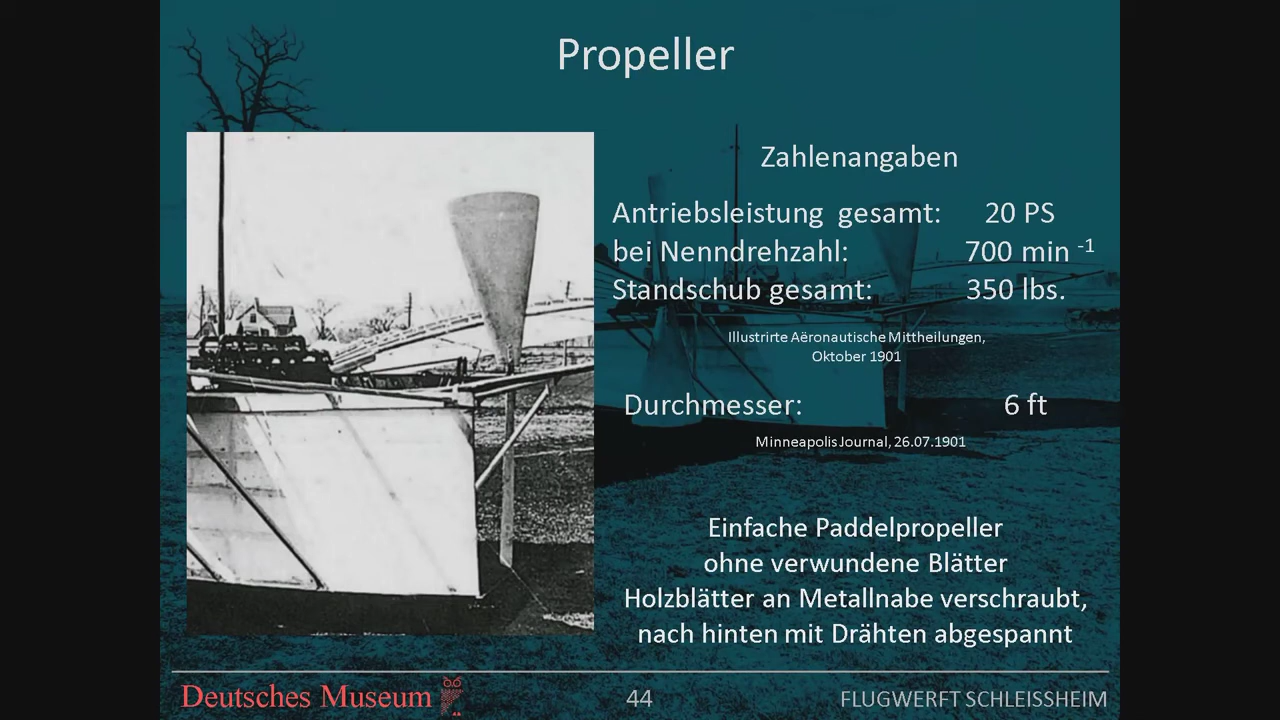 Propeller
Zahlenangaben
Antriebsleistung gesamt: 20 PS
bei Nenndrehzahl: 700 min -1
Standschub gesamt: 350 lbs.
Illustrirte Aëronautische Mittheilungen,
Oktober 1901
Durchmesser: 6 ft
Minneapolis Journal, 26.07.1901
Einfache Paddelpropeller
ohne verwundene Blätter
Holzblätter an Metallnabe verschraubt,
nach hinten mit Drähten abgespannt
Deutsches Museum 44 FLUGWERFT SCHLEISSHEIM